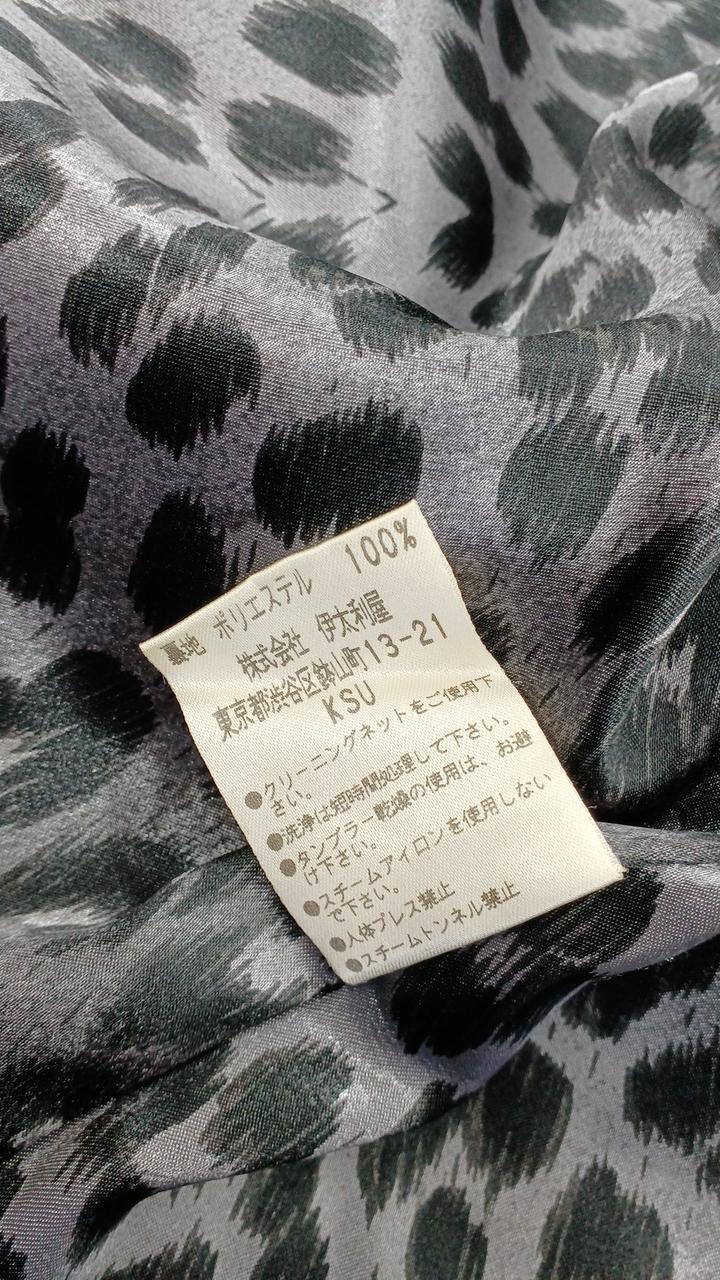 裏地 ポリエステル 100%
株式会社 伊太利屋
東京都渋谷区鉢山町13-21
KSU
●クリーニングネットをご使用下
さい。
●洗浄は短時間処理して下さい。
●タンブラー乾燥の使用は、お避
け下さい。
●スチームアイロンを使用しない
で下さい。
●人体プレス禁止
●スチームトンネル禁止